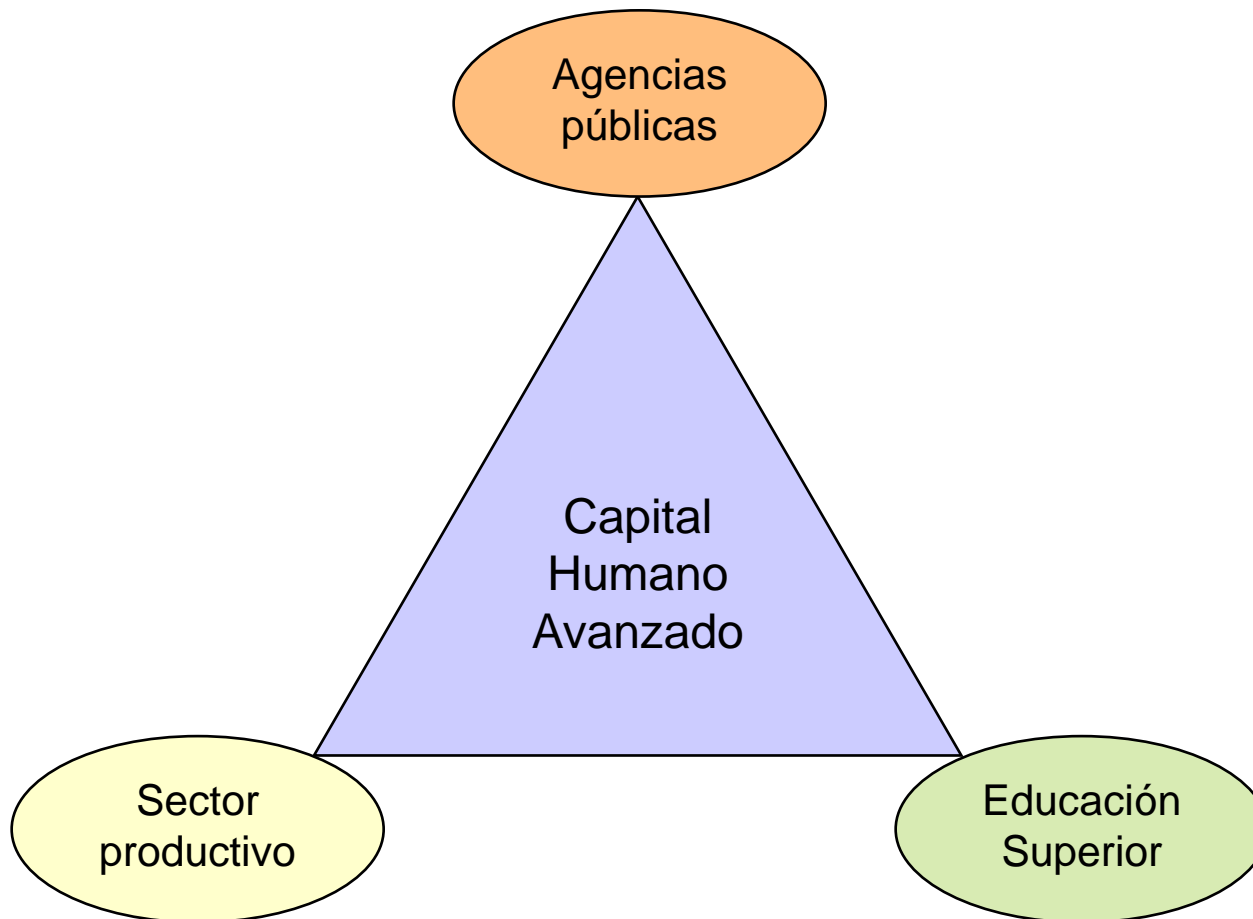 Agencias
públicas
Capital
Humano
Avanzado
Sector
productivo
Educación
Superior